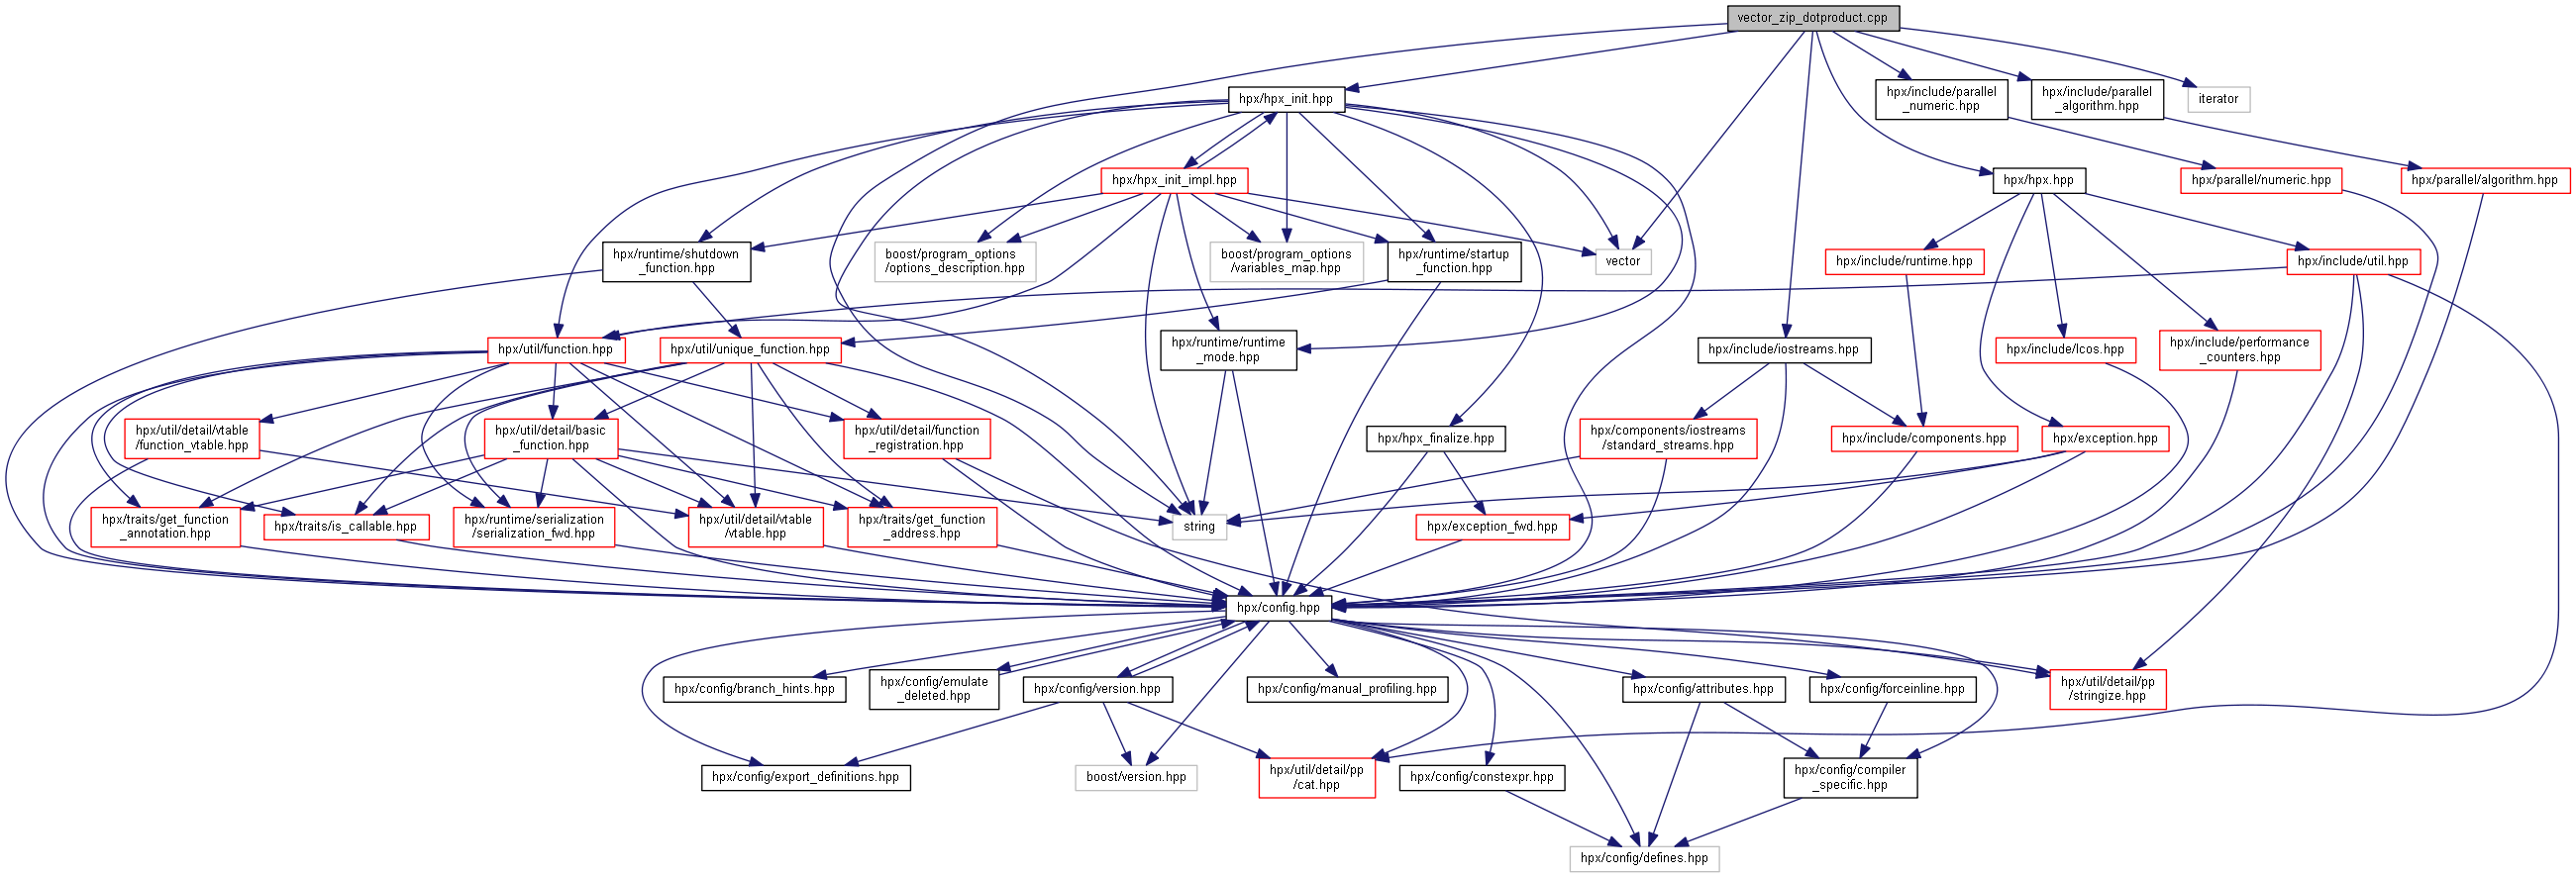 vector_zip_dotproduct.cpp
hpx/hpx_init.hpp
hpx/include/parallel
_numeric.hpp
hpx/include/parallel
_algorithm.hpp
iterator
hpx/hpx_init_impl.hpp
hpx/hpx.hpp
hpx/parallel/numeric.hpp
hpx/parallel/algorithm.hpp
hpx/runtime/shutdown
_function.hpp
boost/program_options
/options_description.hpp
boost/program_options
/variables_map.hpp
hpx/runtime/startup
_function.hpp
vector
hpx/include/runtime.hpp
hpx/include/util.hpp
hpx/util/function.hpp
hpx/util/unique_function.hpp
hpx/runtime/runtime
_mode.hpp
hpx/include/iostreams.hpp
hpx/include/lcos.hpp
hpx/include/performance
_counters.hpp
hpx/util/detail/vtable
/function_vtable.hpp
hpx/util/detail/basic
_function.hpp
hpx/util/detail/function
_registration.hpp
hpx/hpx_finalize.hpp
hpx/components/iostreams
/standard_streams.hpp
hpx/include/components.hpp
hpx/exception.hpp
hpx/traits/get_function
_annotation.hpp
hpx/traits/is_callable.hpp
hpx/runtime/serialization
/serialization_fwd.hpp
hpx/util/detail/vtable
/vtable.hpp
hpx/traits/get_function
_address.hpp
string
hpx/exception_fwd.hpp
hpx/config.hpp
hpx/config/branch_hints.hpp
hpx/config/emulate
_deleted.hpp
hpx/config/version.hpp
hpx/config/manual_profiling.hpp
hpx/config/attributes.hpp
hpx/config/forceinline.hpp
hpx/util/detail/pp
/stringize.hpp
hpx/config/export_definitions.hpp
boost/version.hpp
hpx/util/detail/pp
/cat.hpp
hpx/config/constexpr.hpp
hpx/config/compiler
_specific.hpp
hpx/config/defines.hpp